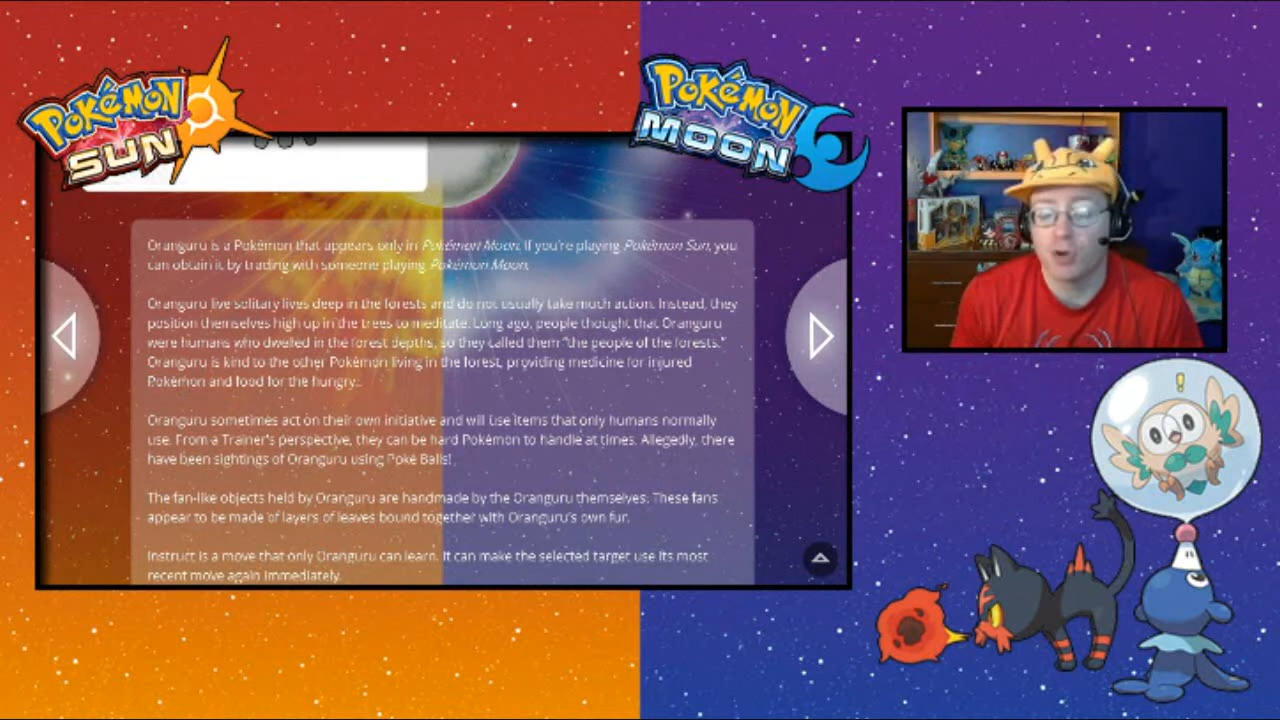 POKéMON
SUN
POKéMON
MOON
Oranguru is a Pokémon that appears only in Pokémon Moon. If you're playing Pokémon Sun, you
can obtain it by trading with someone playing Pokémon Moon.
Oranguru live solitary lives deep in the forests and do not usually take much action. Instead, they
position themselves high up in the trees to meditate. Long ago, people thought that Oranguru
were humans who dwelled in the forest depths, so they called them "the people of the forests."
Oranguru is kind to the other Pokémon living in the forest, providing medicine for injured
Pokémon and food for the hungry.
Oranguru sometimes act on their own initiative and will use items that only humans normally
use. From a Trainer's perspective, they can be hard Pokémon to handle at times. Allegedly, there
have been sightings of Oranguru using Poké Balls!
The fan-like objects held by Oranguru are handmade by the Oranguru themselves. These fans
appear to be made of layers of leaves bound together with Oranguru's own fur.
Instruct is a move that only Oranguru can learn. It can make the selected target use its most
recent move again immediately.
!